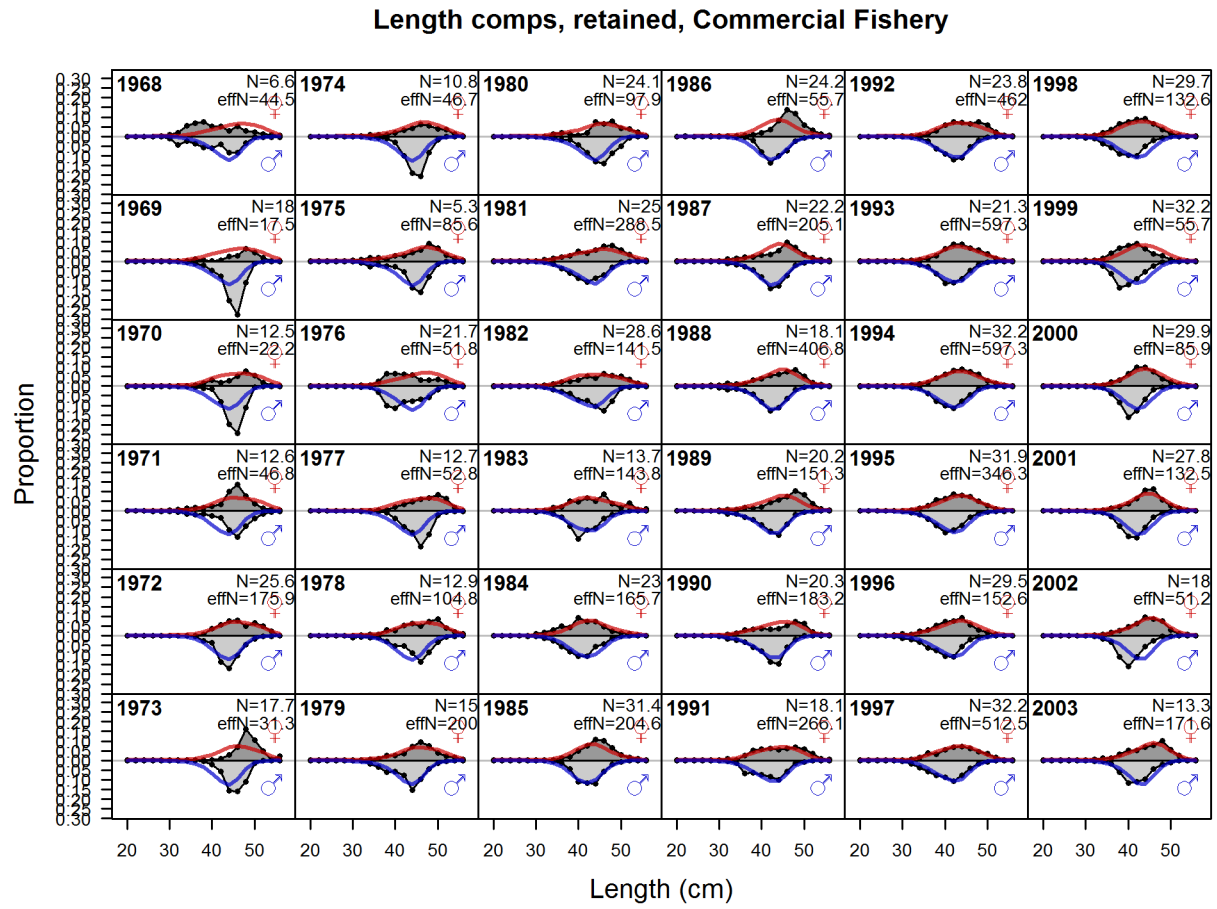 Length comps, retained, Commercial Fishery
Proportion
0.30
0.00
0.30
1968
N=6.6
effN=44.5
♀
♂
1974
N=10.8
effN=46.7
♀
♂
1980
N=24.1
effN=97.9
♀
♂
1986
N=24.2
effN=55.7
♀
♂
1992
N=23.8
effN=462
♀
♂
1998
N=29.7
effN=132.6
♀
♂
1969
N=18
effN=17.5
♀
♂
1975
N=5.3
effN=85.6
♀
♂
1981
N=25
effN=288.5
♀
♂
1987
N=22.2
effN=205.1
♀
♂
1993
N=21.3
effN=597.3
♀
♂
1999
N=32.2
effN=55.7
♀
♂
1970
N=12.5
effN=22.2
♀
♂
1976
N=21.7
effN=51.8
♀
♂
1982
N=28.6
effN=141.5
♀
♂
1988
N=18.1
effN=406.8
♀
♂
1994
N=32.2
effN=597.3
♀
♂
2000
N=29.9
effN=85.9
♀
♂
1971
N=12.6
effN=46.8
♀
♂
1977
N=12.7
effN=52.8
♀
♂
1983
N=13.7
effN=143.8
♀
♂
1989
N=20.2
effN=151.3
♀
♂
1995
N=31.9
effN=346.3
♀
♂
2001
N=27.8
effN=132.5
♀
♂
1972
N=25.6
effN=175.9
♀
♂
1978
N=12.9
effN=104.8
♀
♂
1984
N=23
effN=165.7
♀
♂
1990
N=20.3
effN=183.2
♀
♂
1996
N=29.5
effN=152.6
♀
♂
2002
N=18
effN=51.2
♀
♂
1973
N=17.7
effN=31.3
♀
♂
1979
N=15
effN=200
♀
♂
1985
N=31.4
effN=204.6
♀
♂
1991
N=18.1
effN=266.1
♀
♂
1997
N=32.2
effN=512.5
♀
♂
2003
N=13.3
effN=171.6
♀
♂
20 30 40 50 20 30 40 50 20 30 40 50 20 30 40 50 20 30 40 50 20 30 40 50
Length (cm)